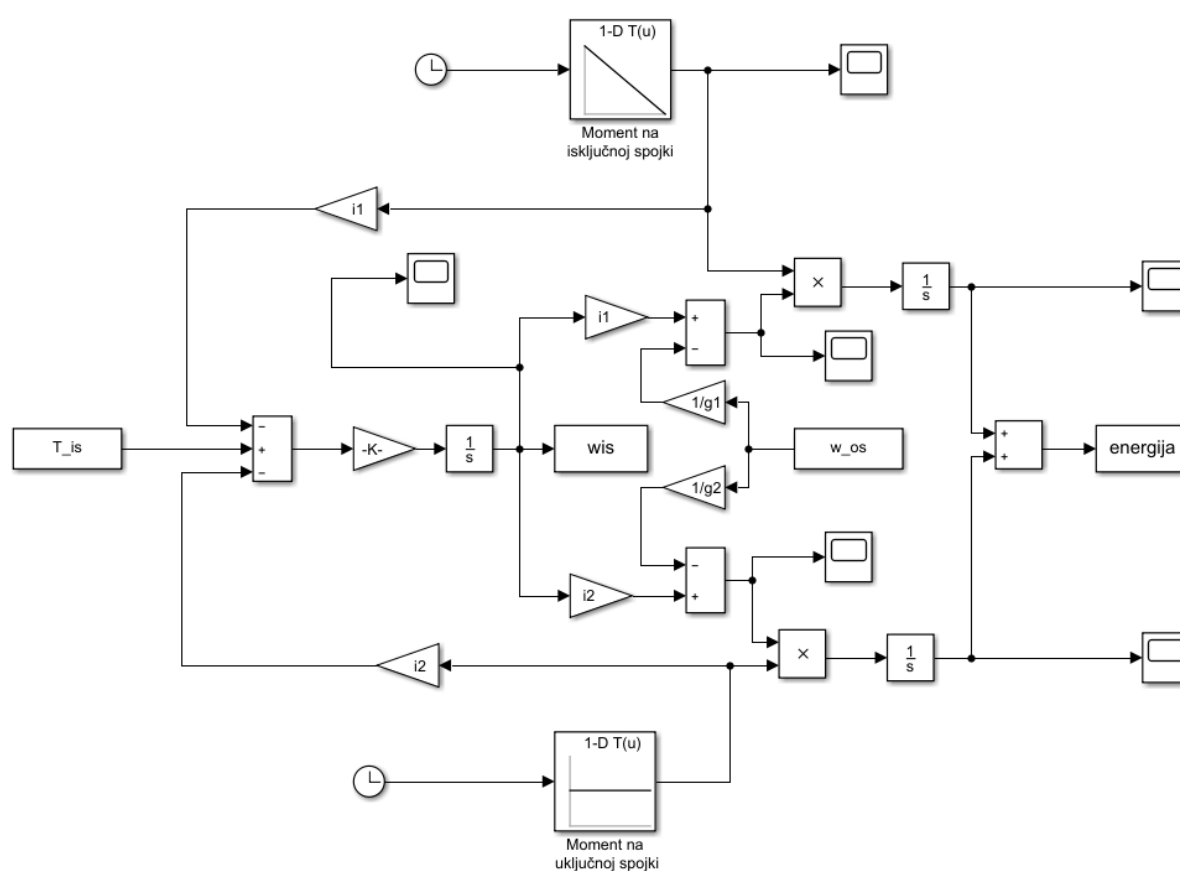 1-D T(u)
Moment na
isključnoj spojki
i1
×
1
s
i1
+
−
1/g1
T_is
−
+
−
-K-
1
s
wis
w_os
+
+
energija
1/g2
−
+
i2
i2
×
1
s
1-D T(u)
Moment na
uključnoj spojki